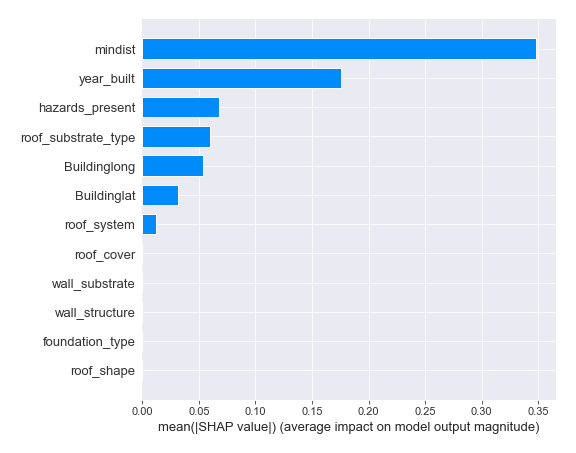 mindist
year_built
hazards_present
roof_substrate_type
Buildinglong
Buildinglat
roof_system
roof_cover
wall_substrate
wall_structure
foundation_type
roof_shape
0.00 0.05 0.10 0.15 0.20 0.25 0.30 0.35
mean(|SHAP value|) (average impact on model output magnitude)